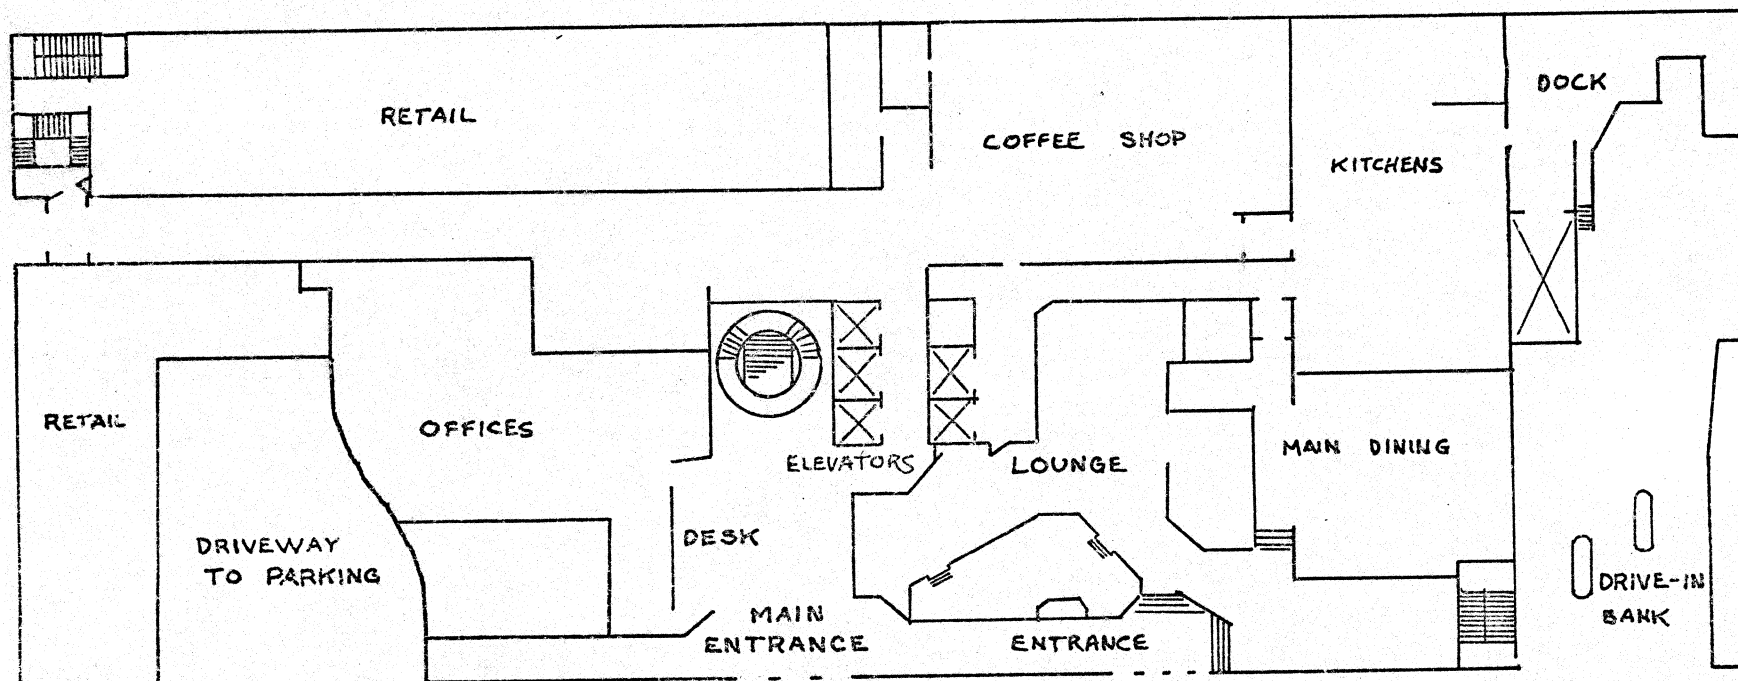 DOCK
RETAIL
COFFEE SHOP
KITCHENS
RETAIL
OFFICES
ELEVATORS
LOUNGE
MAIN DINING
DESK
DRIVEWAY
TO PARKING
MAIN
ENTRANCE
ENTRANCE
DRIVE-IN
BANK